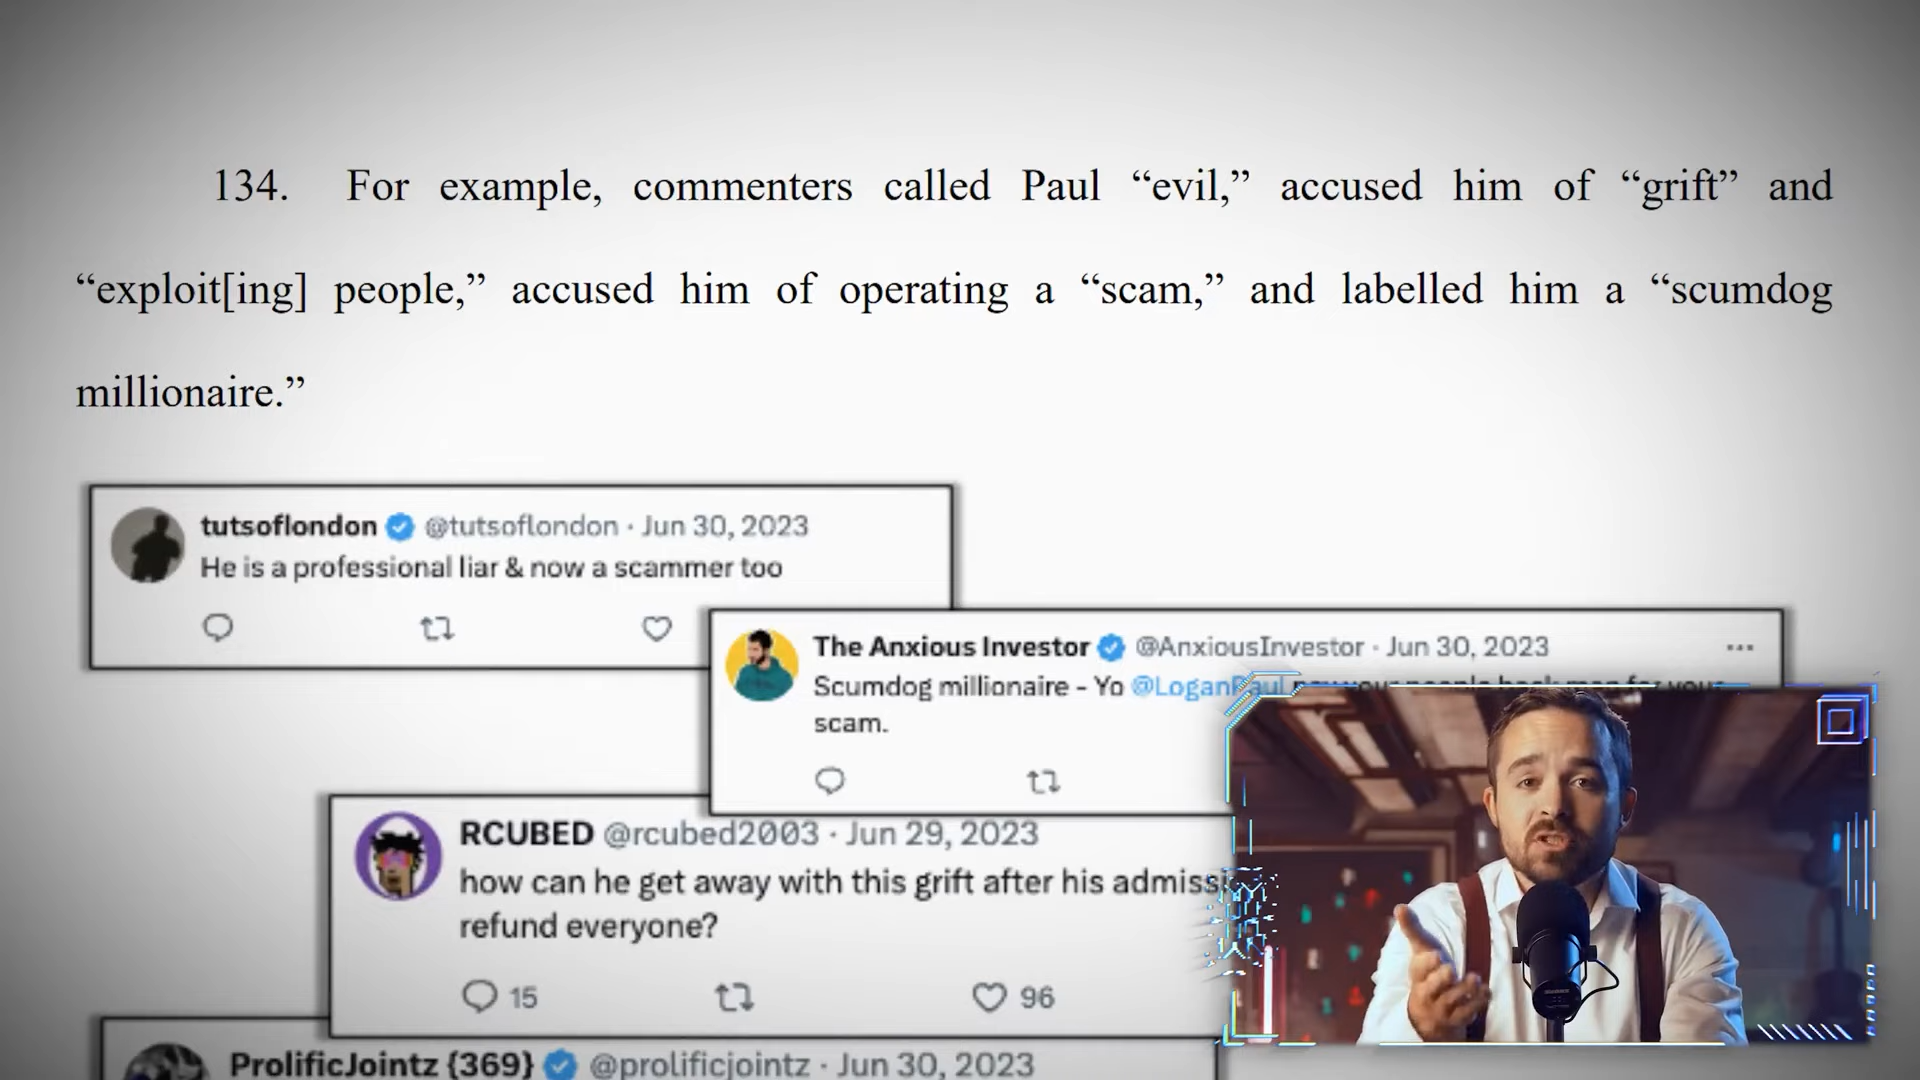 134. For example, commenters called Paul “evil,” accused him of “grift” and
“exploit[ing] people,” accused him of operating a “scam,” and labelled him a “scumdog
millionaire.”
tutsoflondon @tutsoflondon · Jun 30, 2023
He is a professional liar & now a scammer too
The Anxious Investor @AnxiousInvestor · Jun 30, 2023
Scumdog millionaire - Yo @LoganPaul
scam.
RCUBED @rcubed2003 · Jun 29, 2023
how can he get away with this grift after his
refund everyone?
15 96
ProlificJointz {369} @prolificjointz · Jun 30, 2023